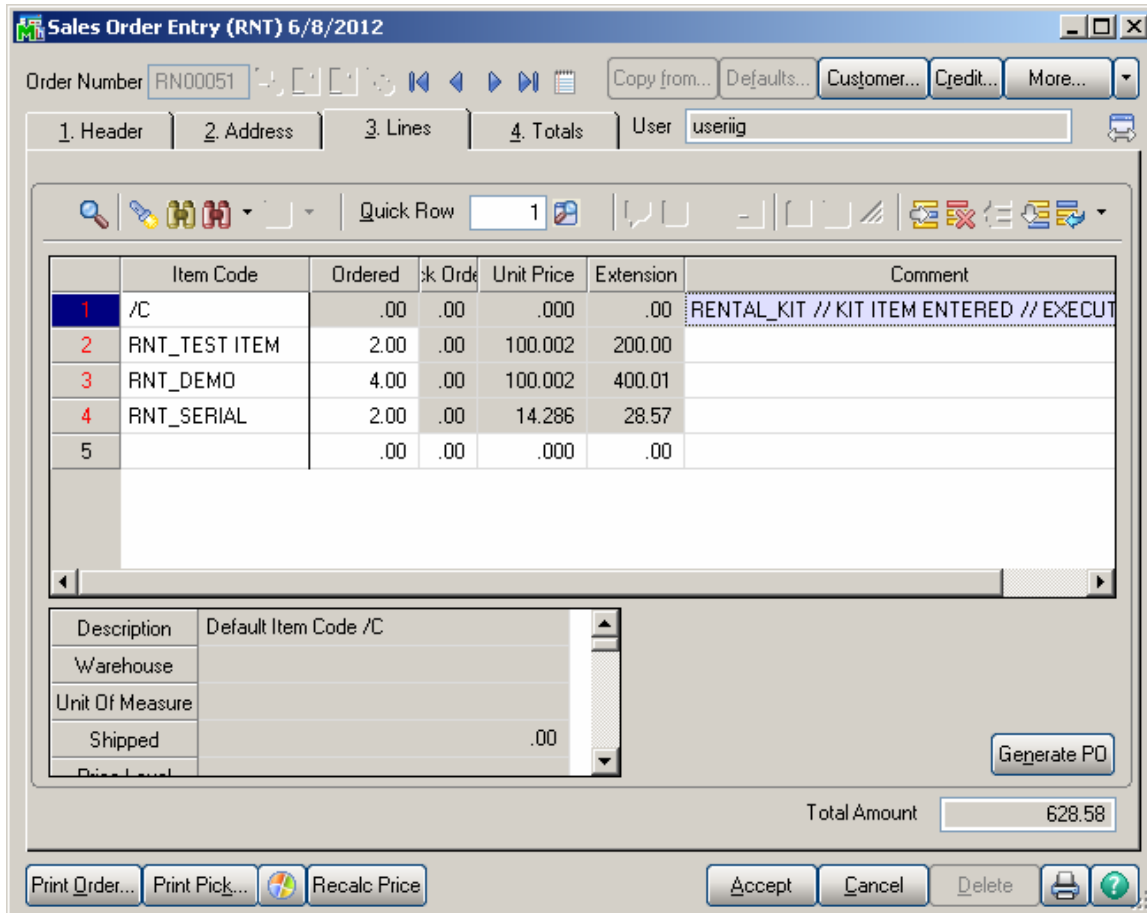 Sales Order Entry (RNT) 6/8/2012
Order Number RN00051 Copy from... Defaults... Customer... Credit... More...
1. Header 2. Address 3. Lines 4. Totals User useriig
Quick Row 1
Item Code Ordered ck Orde Unit Price Extension Comment
1 /C .00 .00 .000 .00 RENTAL_KIT // KIT ITEM ENTERED // EXECUT
2 RNT_TEST ITEM 2.00 .00 100.002 200.00
3 RNT_DEMO 4.00 .00 100.002 400.01
4 RNT_SERIAL 2.00 .00 14.286 28.57
5 .00 .00 .000 .00
Description Default Item Code /C
Warehouse
Unit Of Measure
Shipped .00
Price Level
Generate PO
Total Amount 628.58
Print Order... Print Pick... Recalc Price Accept Cancel Delete